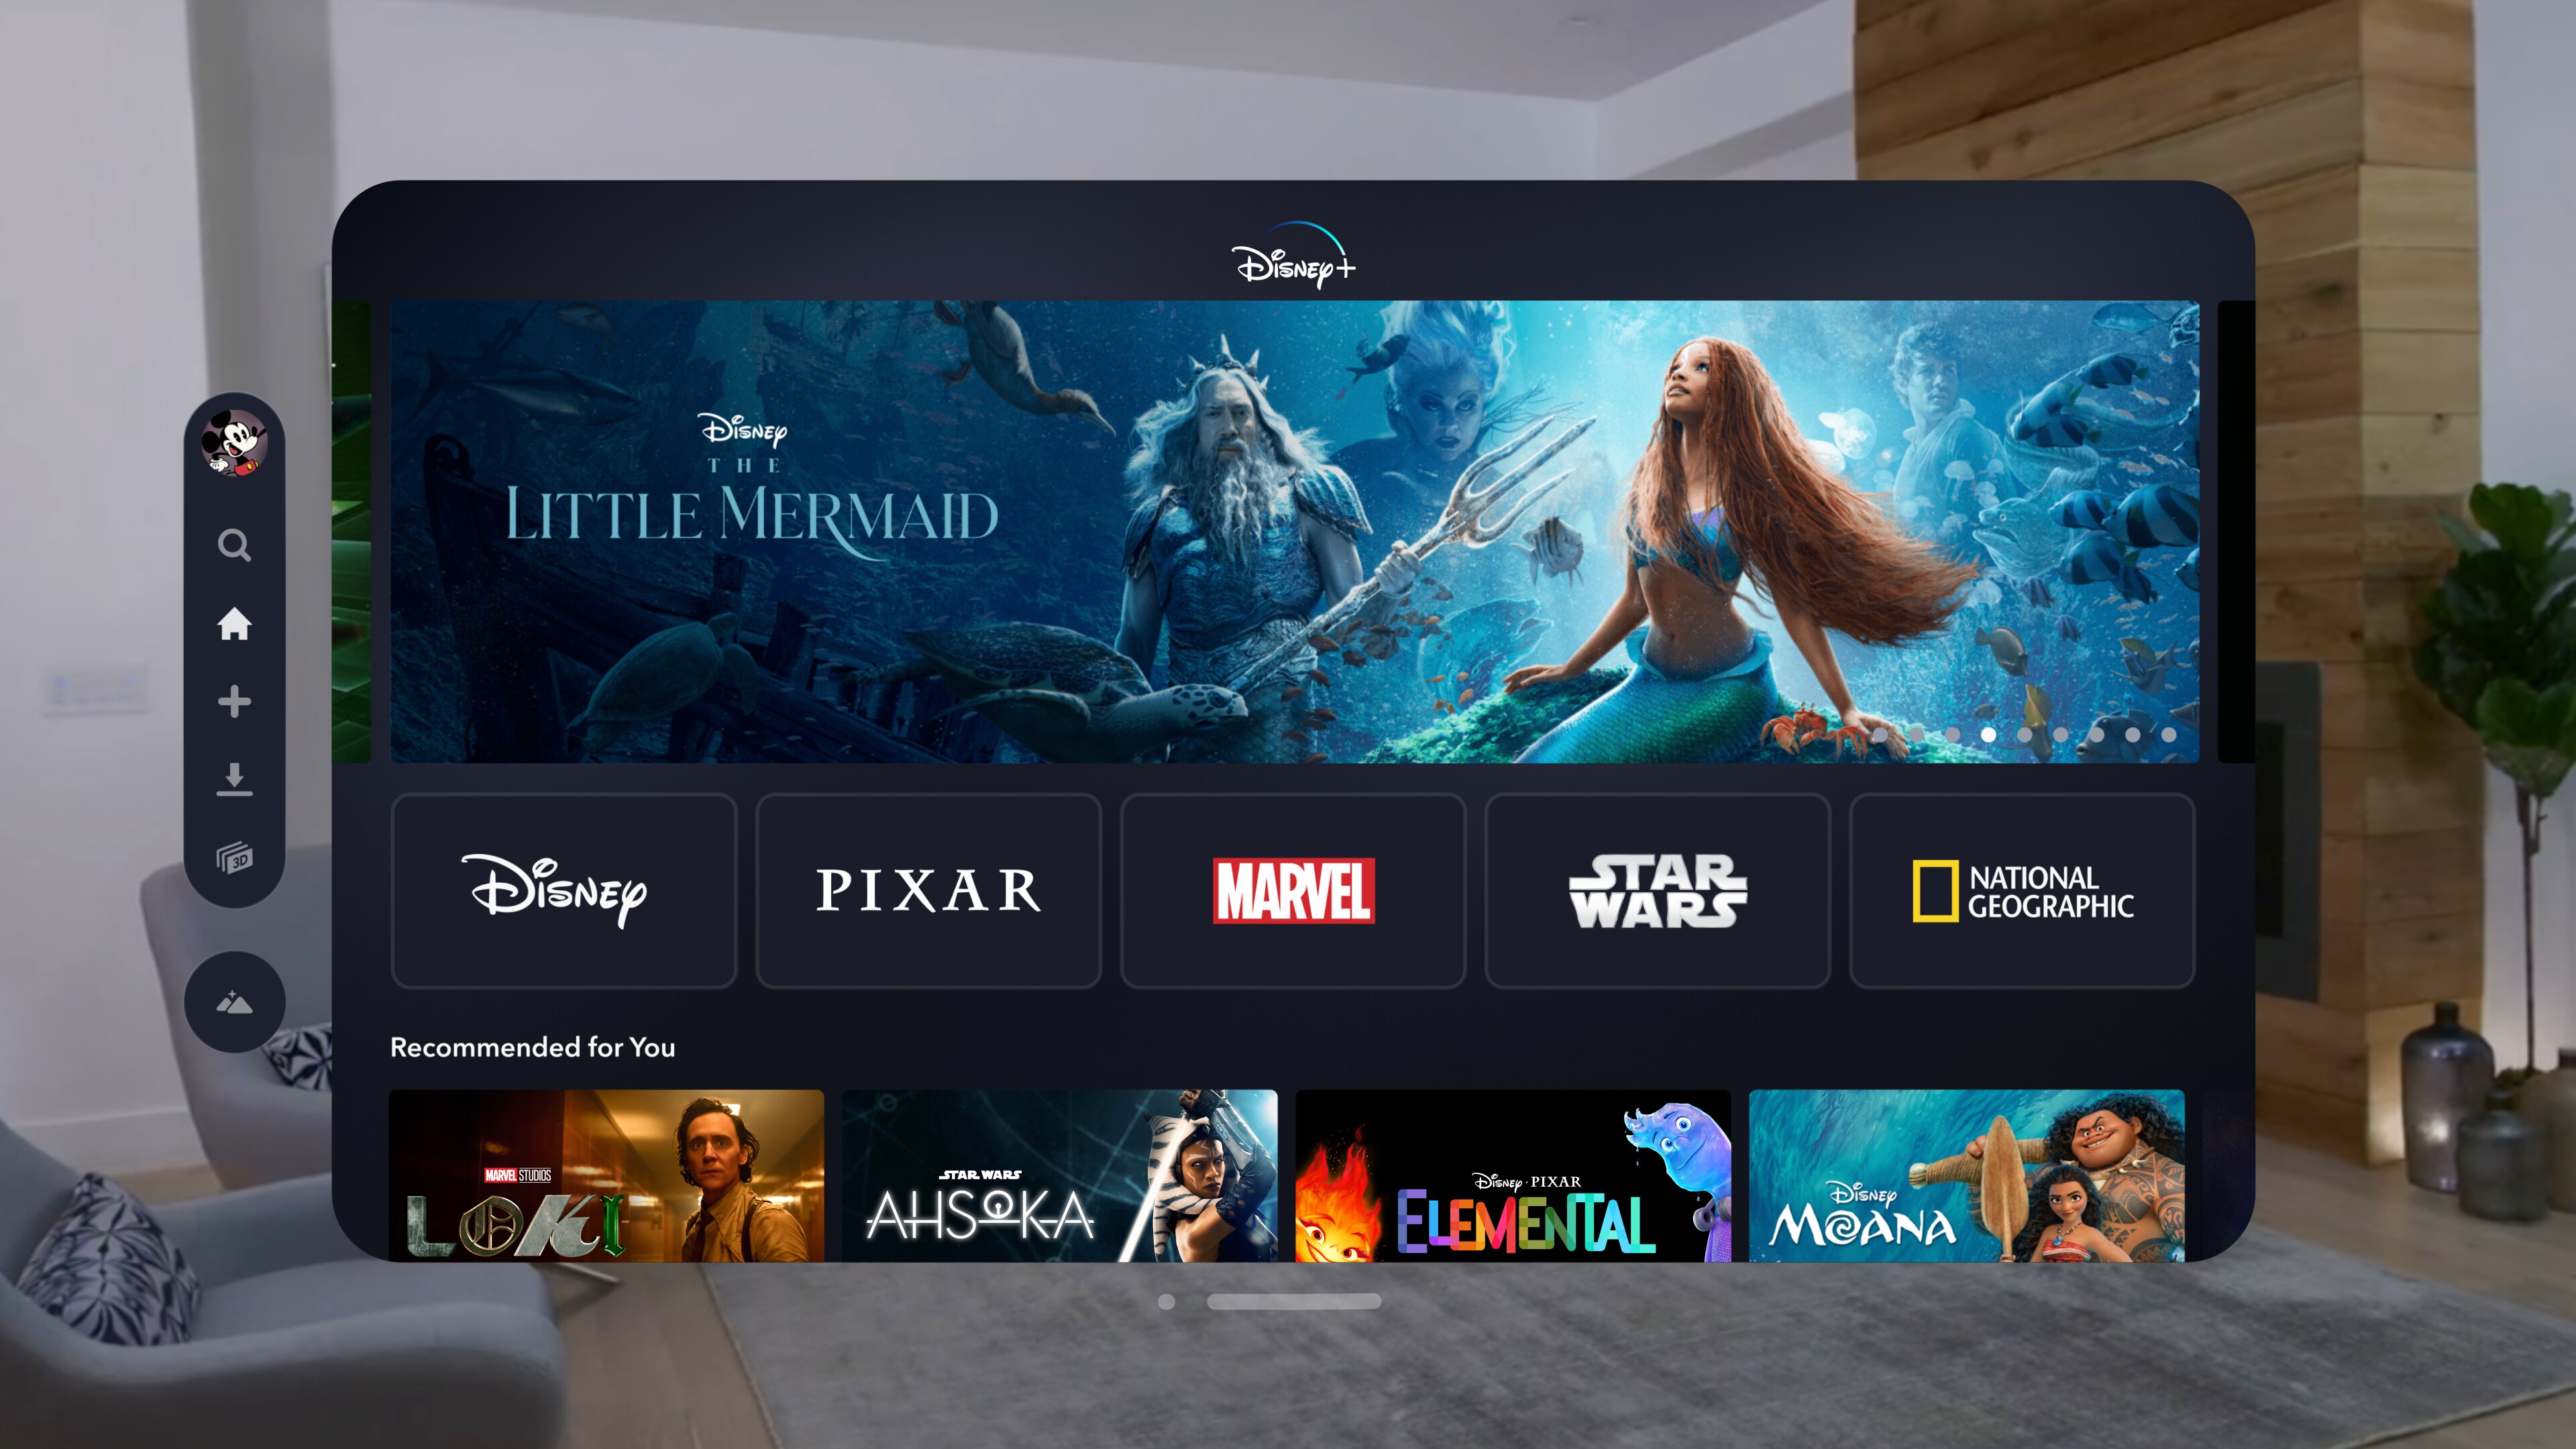 Disney+
Disney
THE
LITTLE MERMAID
3D
Disney
PIXAR
MARVEL
STAR
WARS
NATIONAL
GEOGRAPHIC
Recommended for You
MARVEL STUDIOS
LOKI
STAR WARS
AHSOKA
Disney · PIXAR
ELEMENTAL
Disney
MOANA